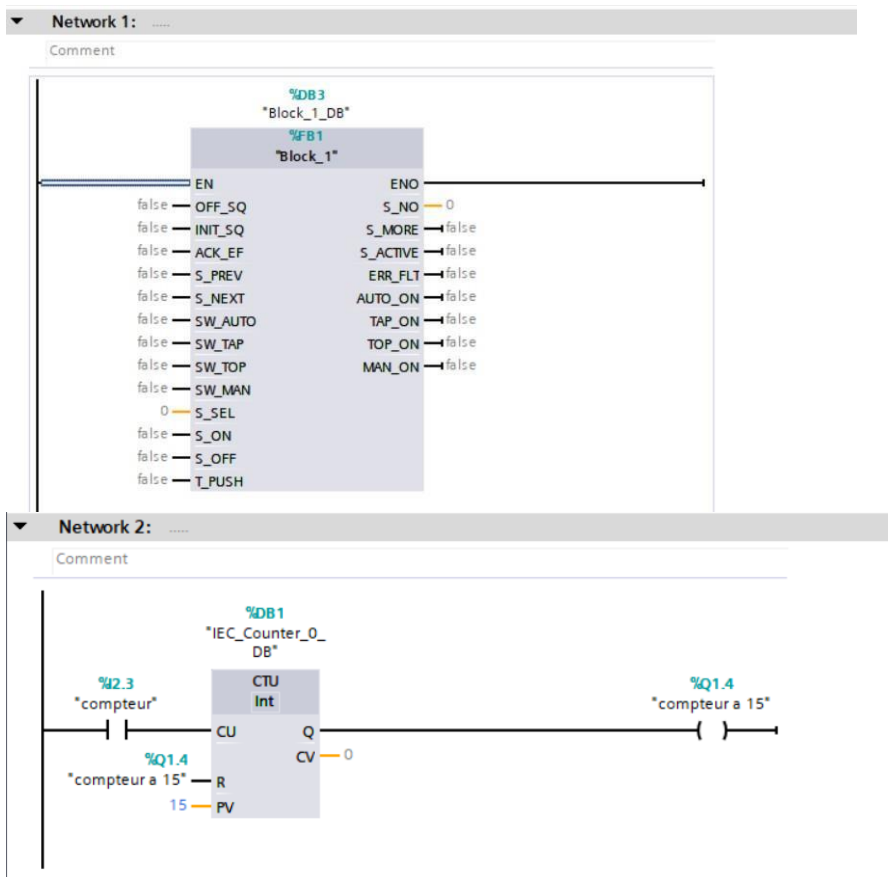 Network 1: .....
Comment
%DB3
"Block_1_DB"
%FB1
"Block_1"
EN ENO
false OFF_SQ S_NO 0
false INIT_SQ S_MORE false
false ACK_EF S_ACTIVE false
false S_PREV ERR_FLT false
false S_NEXT AUTO_ON false
false SW_AUTO TAP_ON false
false SW_TAP TOP_ON false
false SW_TOP MAN_ON false
false SW_MAN
0 S_SEL
false S_ON
false S_OFF
false T_PUSH
Network 2: .....
Comment
%DB1
"IEC_Counter_0_
DB"
%I2.3 CTU %Q1.4
"compteur" Int "compteur a 15"
CU Q
%Q1.4 CV 0
"compteur a 15" R
15 PV